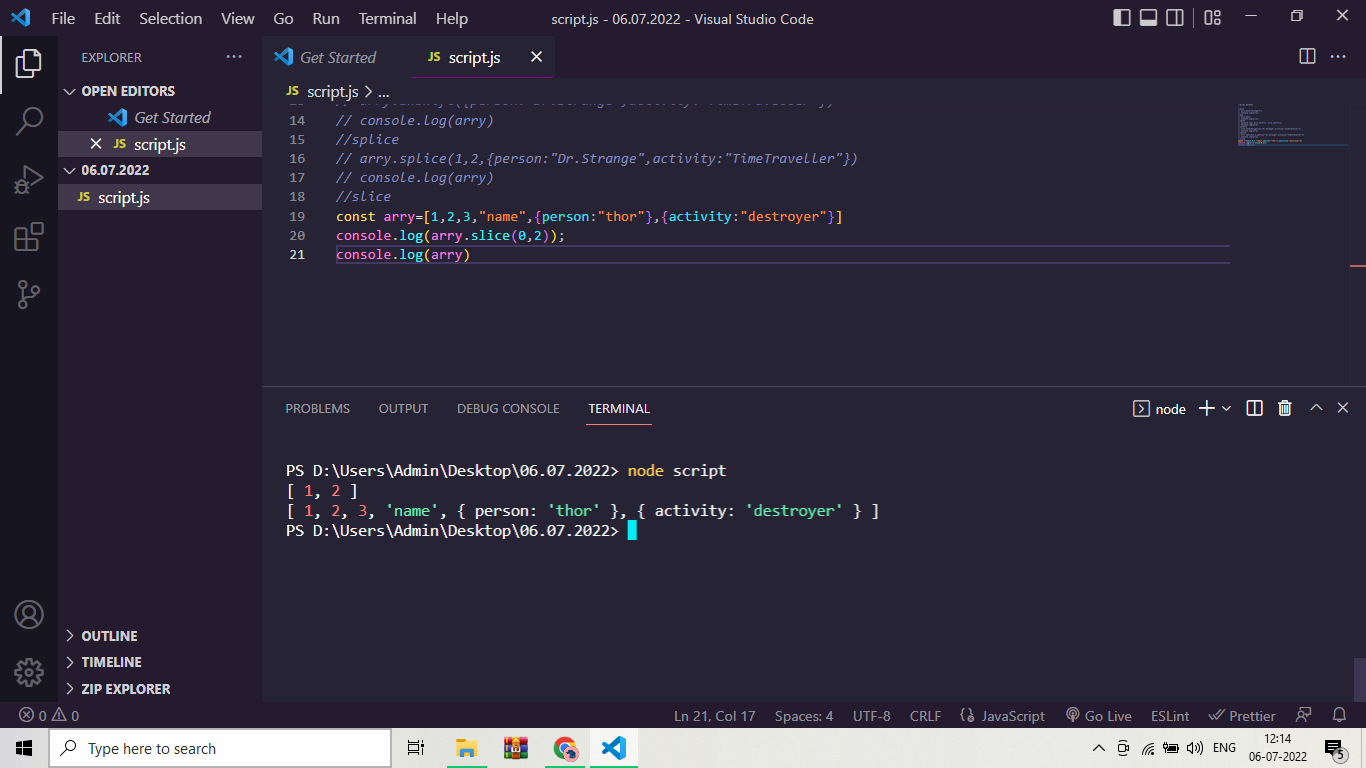 File Edit Selection View Go Run Terminal Help script.js - 06.07.2022 - Visual Studio Code
EXPLORER
OPEN EDITORS
Get Started
JS script.js
06.07.2022
JS script.js
OUTLINE
TIMELINE
ZIP EXPLORER
Get Started JS script.js
JS script.js > ...
14 // console.log(arry)
15 //splice
16 // arry.splice(1,2,{person:"Dr.Strange",activity:"TimeTraveller"})
17 // console.log(arry)
18 //slice
19 const arry=[1,2,3,"name",{person:"thor"},{activity:"destroyer"}]
20 console.log(arry.slice(0,2));
21 console.log(arry)
PROBLEMS OUTPUT DEBUG CONSOLE TERMINAL node
PS D:\Users\Admin\Desktop\06.07.2022> node script
[ 1, 2 ]
[ 1, 2, 3, 'name', { person: 'thor' }, { activity: 'destroyer' } ]
PS D:\Users\Admin\Desktop\06.07.2022>
0 0 Ln 21, Col 17 Spaces: 4 UTF-8 CRLF JavaScript Go Live ESLint Prettier
Type here to search ENG 12:14
06-07-2022 5